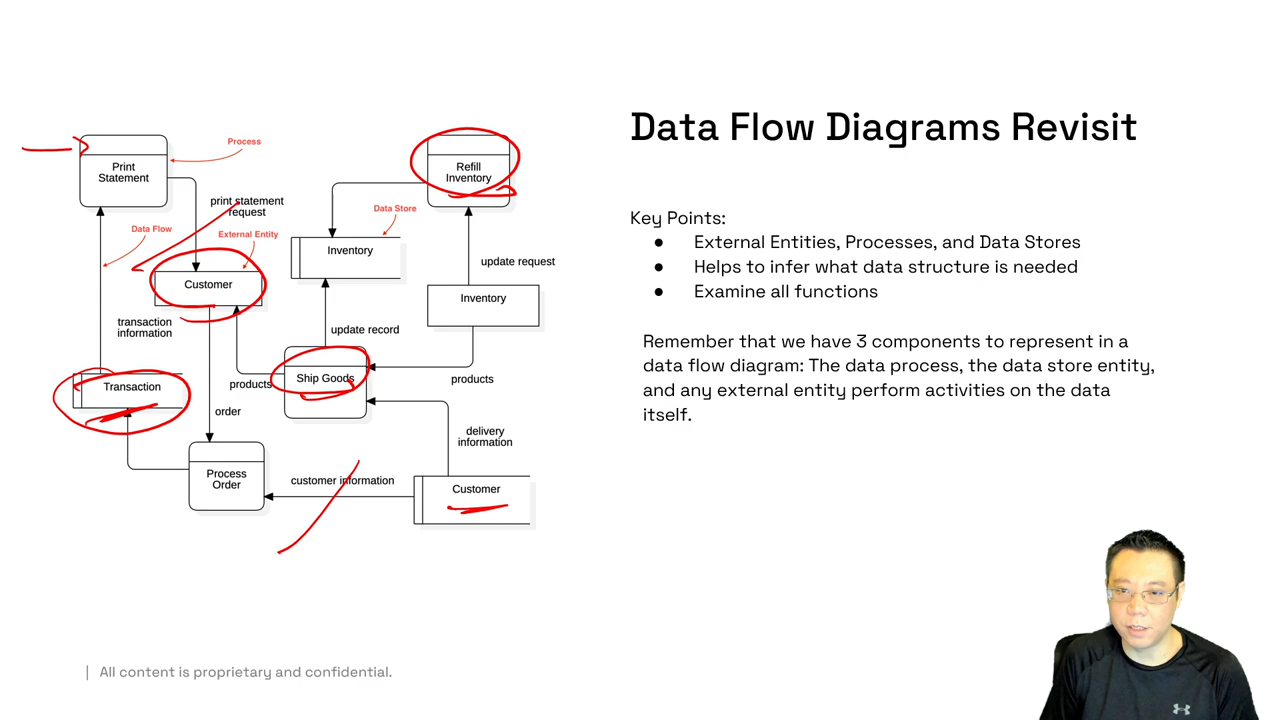 Data Flow Diagrams Revisit
Process
Print
Statement
print statement
request
Data Flow
External Entity
Customer
Refill
Inventory
Data Store
Inventory
update request
Inventory
transaction
information
update record
Transaction
products
Ship Goods
products
order
delivery
information
Process
Order
customer information
Customer
Key Points:
● External Entities, Processes, and Data Stores
● Helps to infer what data structure is needed
● Examine all functions
Remember that we have 3 components to represent in a
data flow diagram: The data process, the data store entity,
and any external entity perform activities on the data
itself.
| All content is proprietary and confidential.